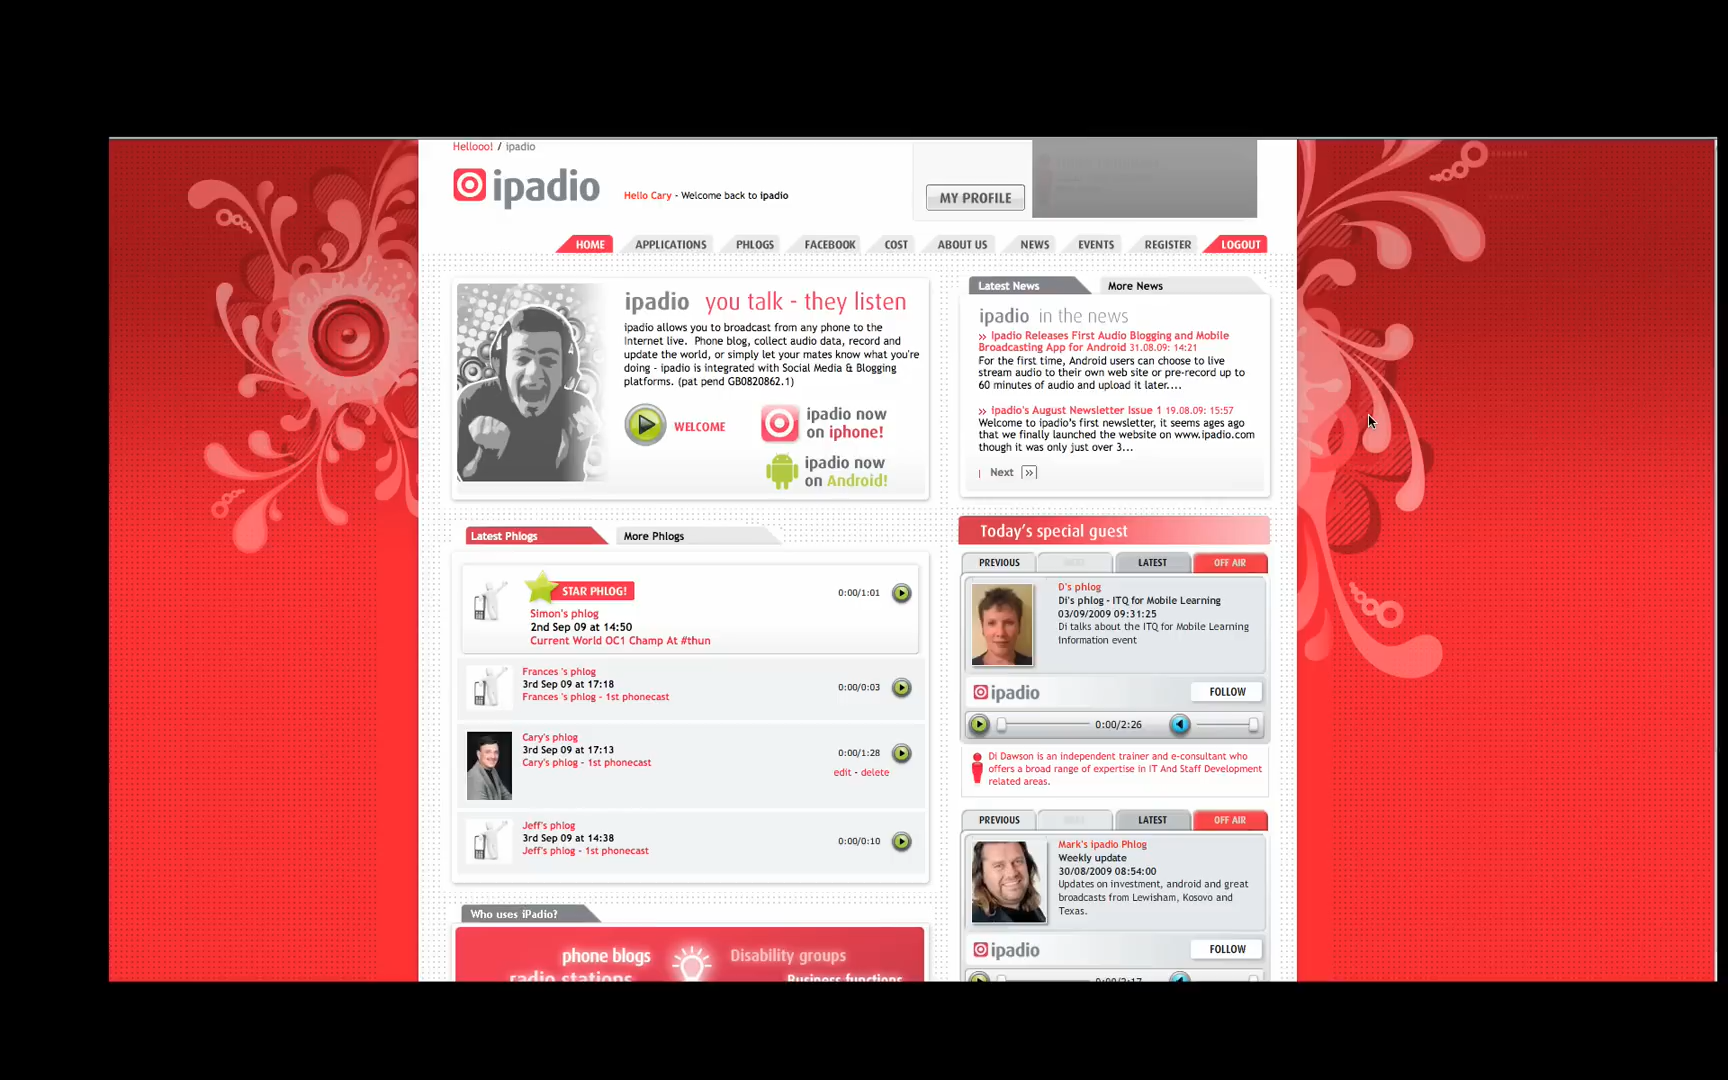 Hellooo! / ipadio
ipadio
Hello Cary - Welcome back to ipadio
MY PROFILE
HOME APPLICATIONS PHLOGS FACEBOOK COST ABOUT US NEWS EVENTS REGISTER LOGOUT
ipadio you talk - they listen
ipadio allows you to broadcast from any phone to the
Internet live. Phone blog, collect audio data, record and
update the world, or simply let your mates know what you're
doing - ipadio is integrated with Social Media & Blogging
platforms. (pat pend GB0820862.1)
WELCOME
ipadio now
on iphone!
ipadio now
on Android!
Latest News More News
ipadio in the news
» Ipadio Releases First Audio Blogging and Mobile
Broadcasting App for Android 31.08.09: 14:21
For the first time, Android users can choose to live
stream audio to their own web site or pre-record up to
60 minutes of audio and upload it later....
» ipadio's August Newsletter Issue 1 19.08.09: 15:57
Welcome to ipadio's first newsletter, it seems ages ago
that we finally launched the website on www.ipadio.com
though it was only just over 3...
| Next »
Latest Phlogs More Phlogs
STAR PHLOG!
Simon's phlog
2nd Sep 09 at 14:50
Current World OC1 Champ At #thun
0:00/1:01
Frances 's phlog
3rd Sep 09 at 17:18
Frances 's phlog - 1st phonecast
0:00/0:03
Cary's phlog
3rd Sep 09 at 17:13
Cary's phlog - 1st phonecast
0:00/1:28
edit - delete
Jeff's phlog
3rd Sep 09 at 14:38
Jeff's phlog - 1st phonecast
0:00/0:10
Who uses iPadio?
phone blogs Disability groups
radio stations Business functions
Today's special guest
PREVIOUS NEXT LATEST OFF AIR
D's phlog
Di's phlog - ITQ for Mobile Learning
03/09/2009 09:31:25
Di talks about the ITQ for Mobile Learning
Information event
ipadio FOLLOW
0:00/2:26
Di Dawson is an independent trainer and e-consultant who
offers a broad range of expertise in IT And Staff Development
related areas.
PREVIOUS NEXT LATEST OFF AIR
Mark's ipadio Phlog
Weekly update
30/08/2009 08:54:00
Updates on investment, android and great
broadcasts from Lewisham, Kosovo and
Texas.
ipadio FOLLOW
0:00/2:17